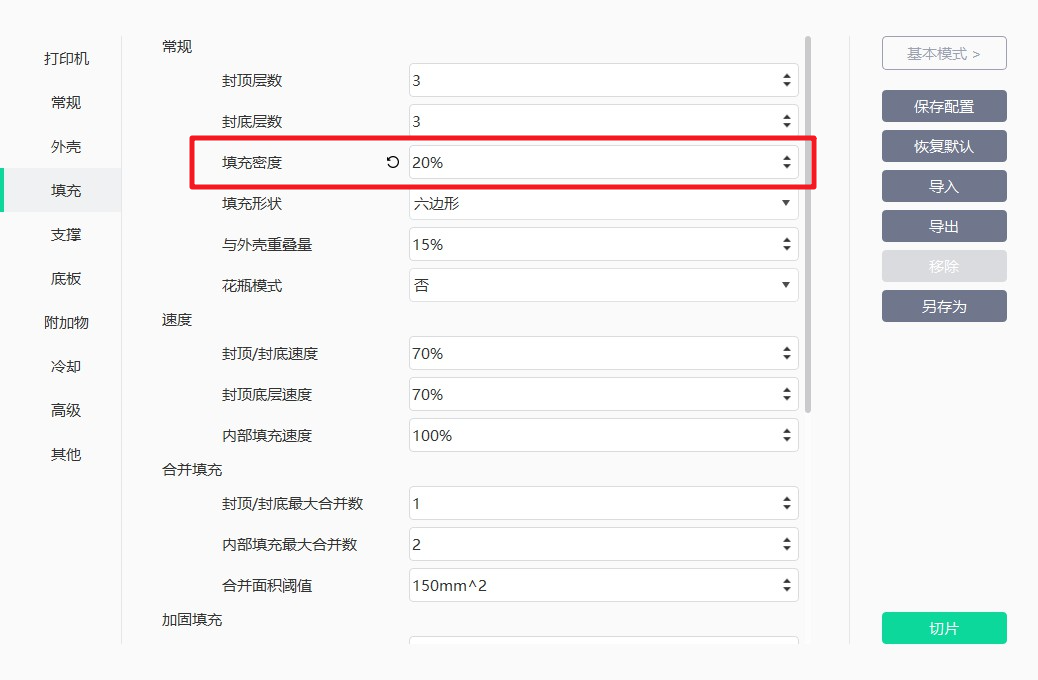 打印机
常规
外壳
填充
支撑
底板
附加物
冷却
高级
其他
常规
封顶层数 3
封底层数 3
填充密度 20%
填充形状 六边形
与外壳重叠量 15%
花瓶模式 否
速度
封顶/封底速度 70%
封顶底层速度 70%
内部填充速度 100%
合并填充
封顶/封底最大合并数 1
内部填充最大合并数 2
合并面积阈值 150mm^2
加固填充
基本模式 >
保存配置
恢复默认
导入
导出
移除
另存为
切片